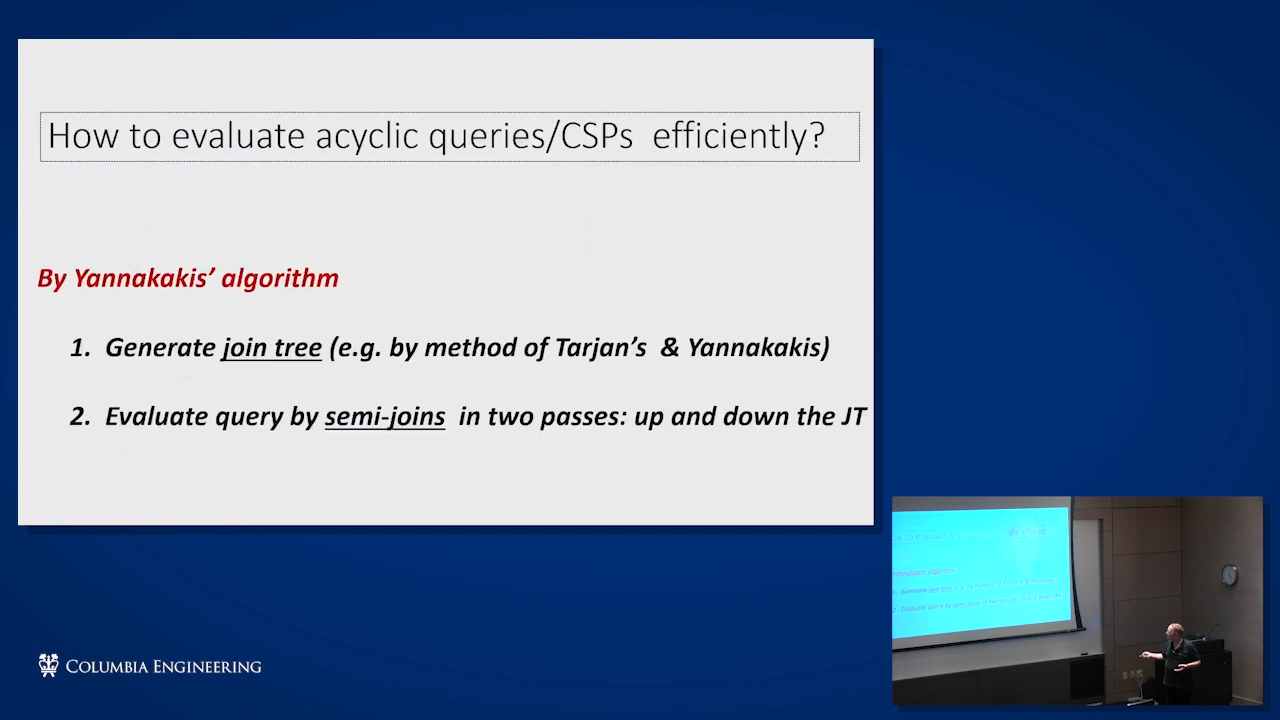 How to evaluate acyclic queries/CSPs efficiently?
By Yannakakis’ algorithm
1. Generate join tree (e.g. by method of Tarjan’s & Yannakakis)
2. Evaluate query by semi-joins in two passes: up and down the JT
COLUMBIA ENGINEERING